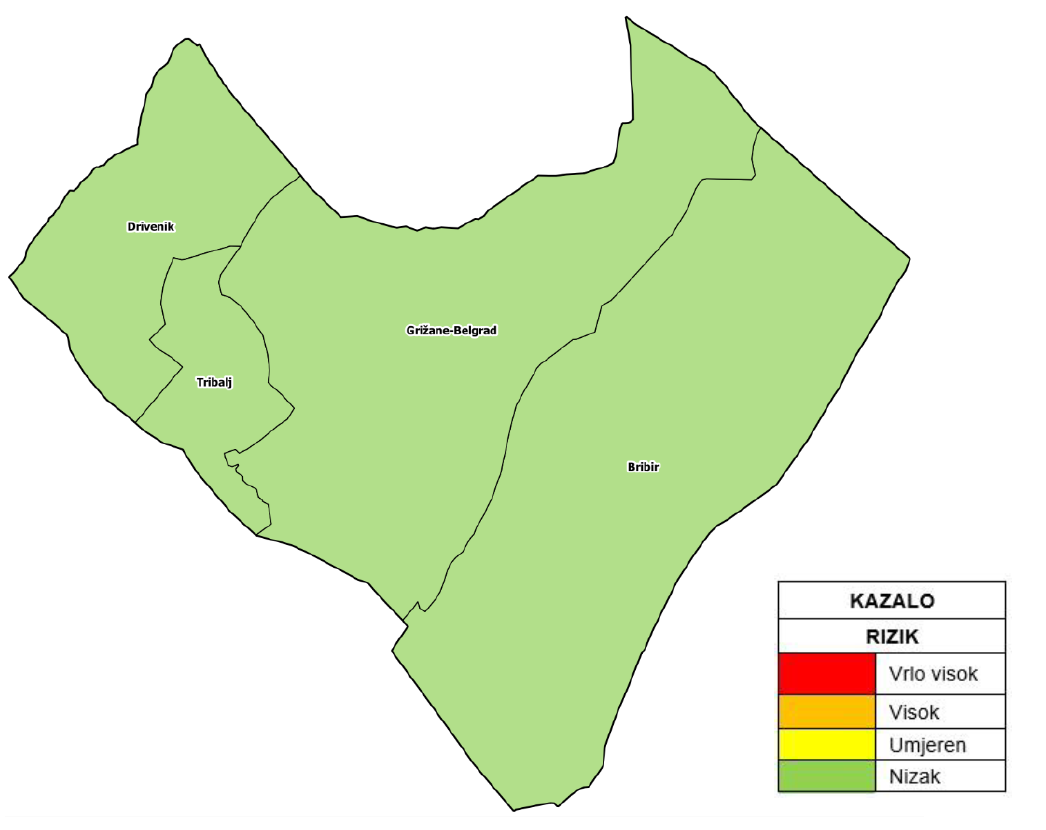 Drivenik
Grižane-Belgrad
Tribalj
Bribir
KAZALO
RIZIK
Vrlo visok
Visok
Umjeren
Nizak